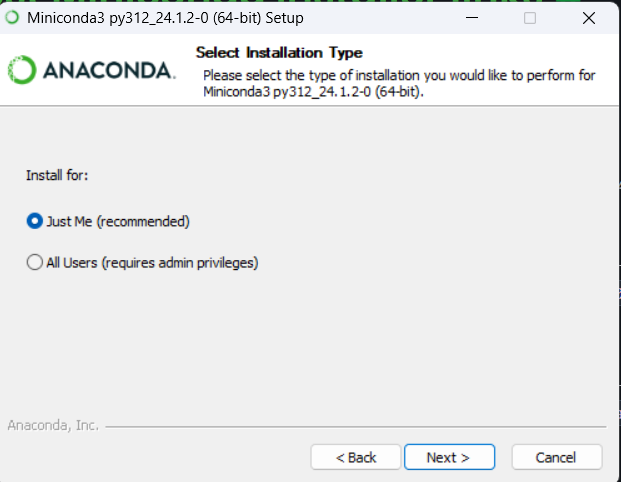 Miniconda3 py312_24.1.2-0 (64-bit) Setup
ANACONDA.
Select Installation Type
Please select the type of installation you would like to perform for
Miniconda3 py312_24.1.2-0 (64-bit).
Install for:
Just Me (recommended)
All Users (requires admin privileges)
Anaconda, Inc.
< Back
Next >
Cancel